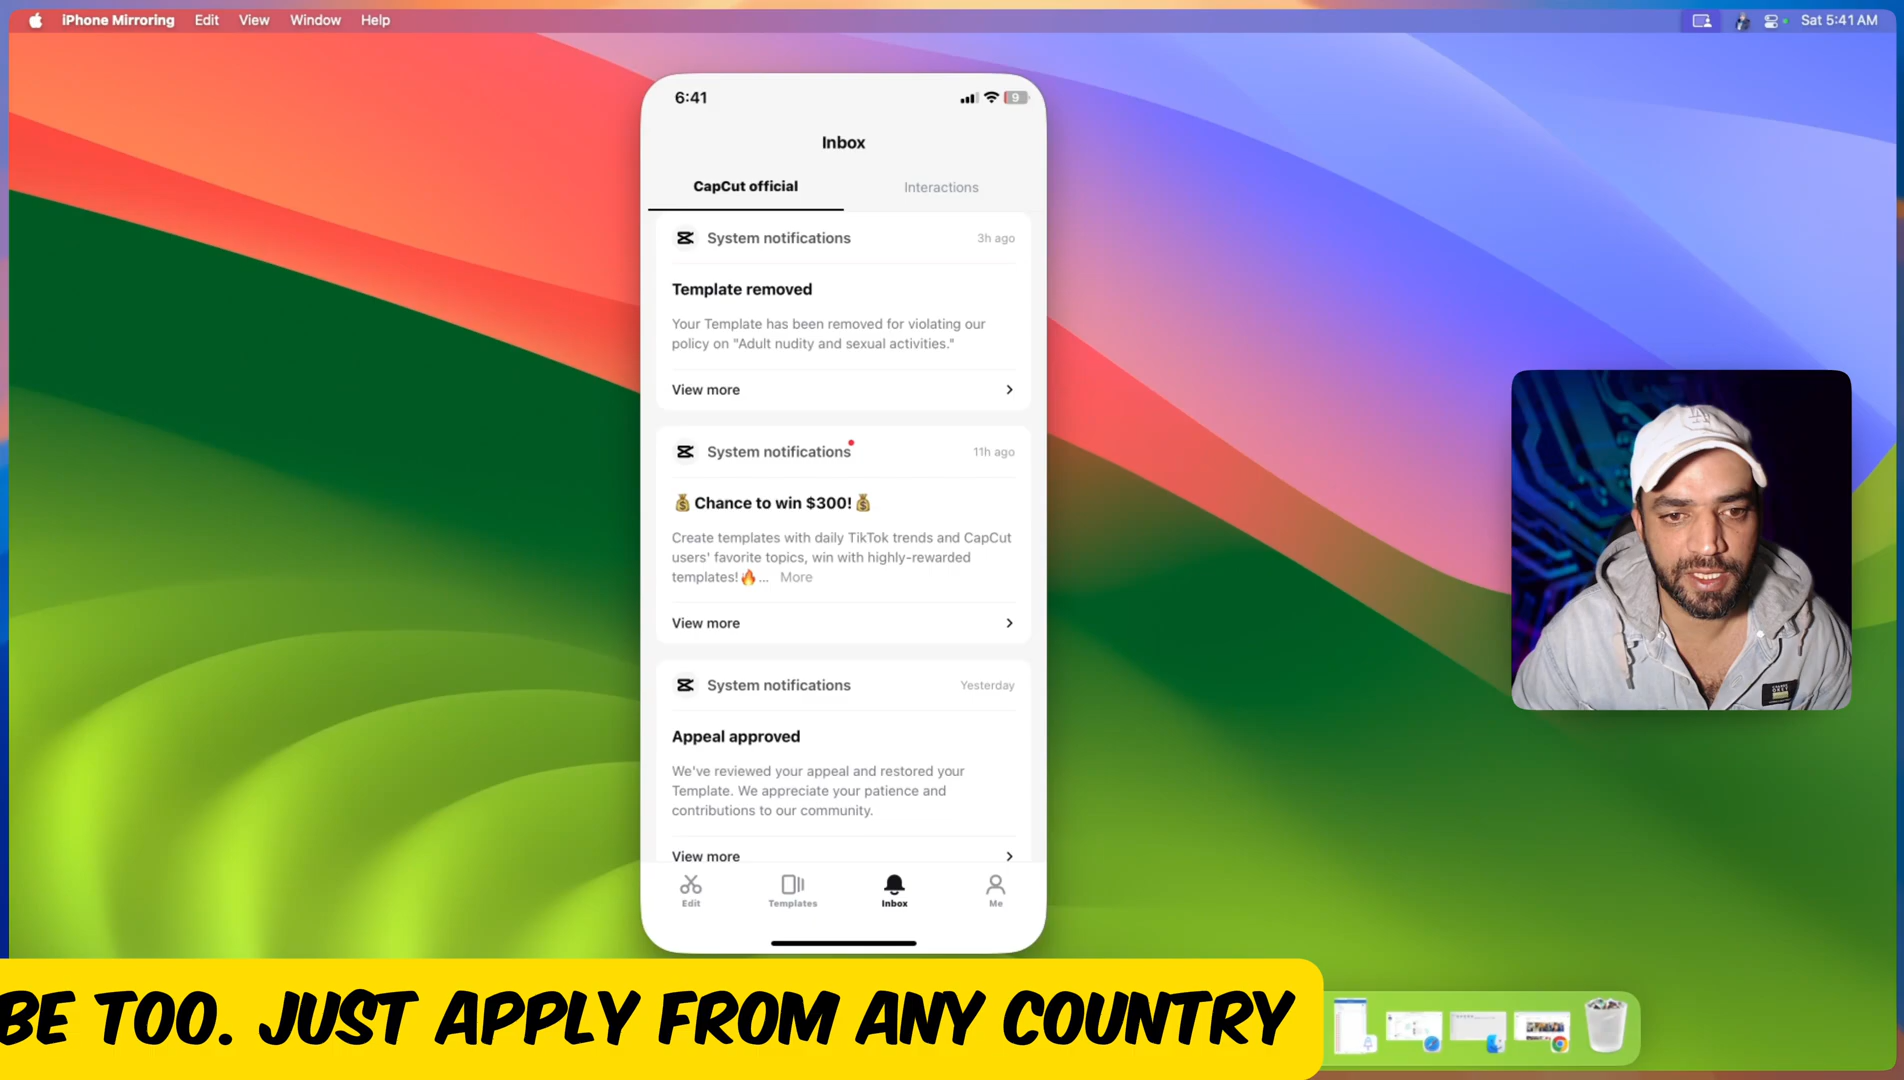 iPhone Mirroring Edit View Window Help
Sat 5:41 AM
6:41
9
Inbox
CapCut official
Interactions
System notifications
3h ago
Template removed
Your Template has been removed for violating our
policy on "Adult nudity and sexual activities."
View more
System notifications
11h ago
💰Chance to win $300!💰
Create templates with daily TikTok trends and CapCut
users' favorite topics, win with highly-rewarded
templates!🔥... More
View more
System notifications
Yesterday
Appeal approved
We've reviewed your appeal and restored your
Template. We appreciate your patience and
contributions to our community.
View more
Edit
Templates
Inbox
Me
BE TOO. JUST APPLY FROM ANY COUNTRY